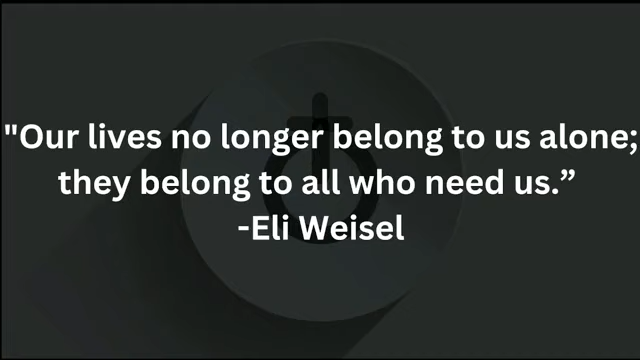 "Our lives no longer belong to us alone;
they belong to all who need us.”
-Eli Weisel